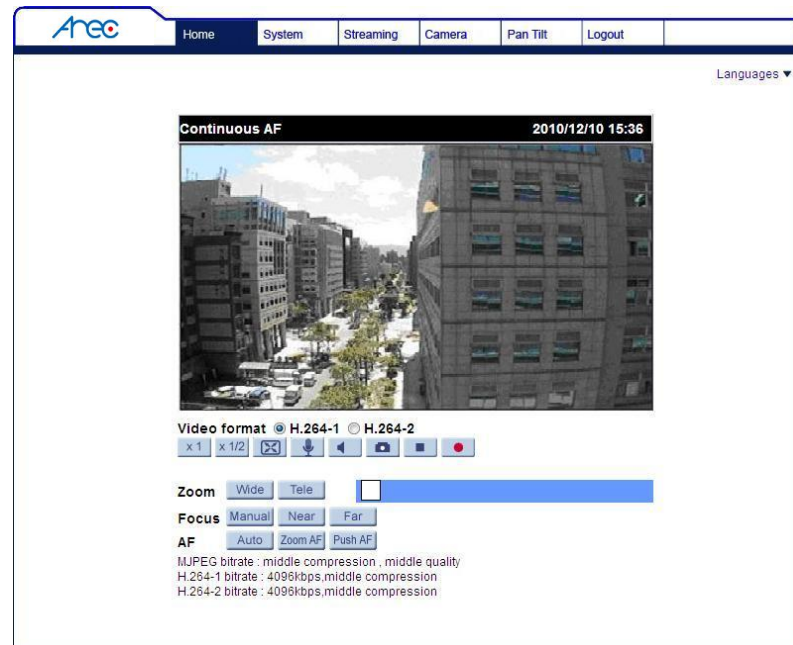 Arec
Home System Streaming Camera Pan Tilt Logout
Languages ▼
Continuous AF 2010/12/10 15:36
Video format H.264-1 H.264-2
x 1 x 1/2
Zoom Wide Tele
Focus Manual Near Far
AF Auto Zoom AF Push AF
MJPEG bitrate : middle compression , middle quality
H.264-1 bitrate : 4096kbps,middle compression
H.264-2 bitrate : 4096kbps,middle compression